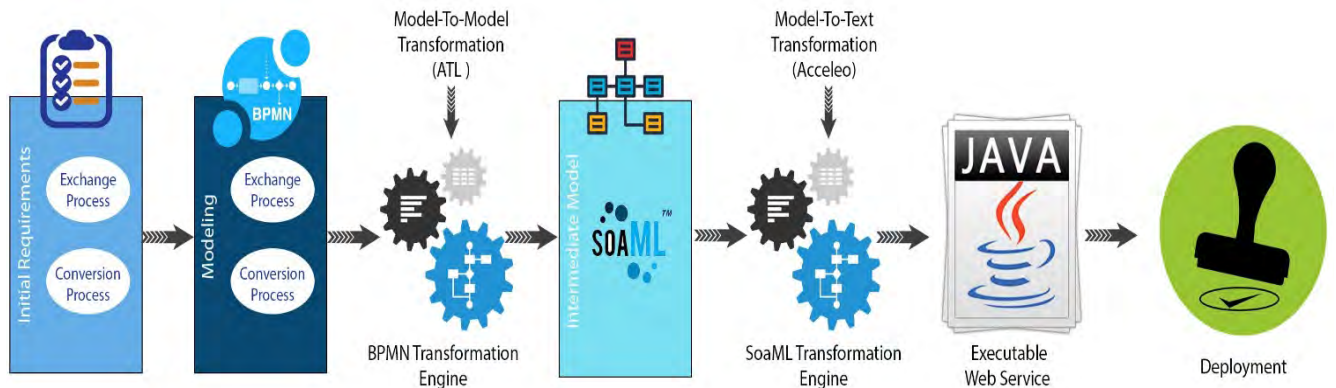 Initial Requirements
Exchange
Process
Conversion
Process
Modeling
BPMN
Exchange
Process
Conversion
Process
Model-To-Model
Transformation
(ATL )
BPMN Transformation
Engine
Intermediate Model
SOAML™
Model-To-Text
Transformation
(Acceleo)
SoaML Transformation
Engine
JAVA
Executable
Web Service
Deployment